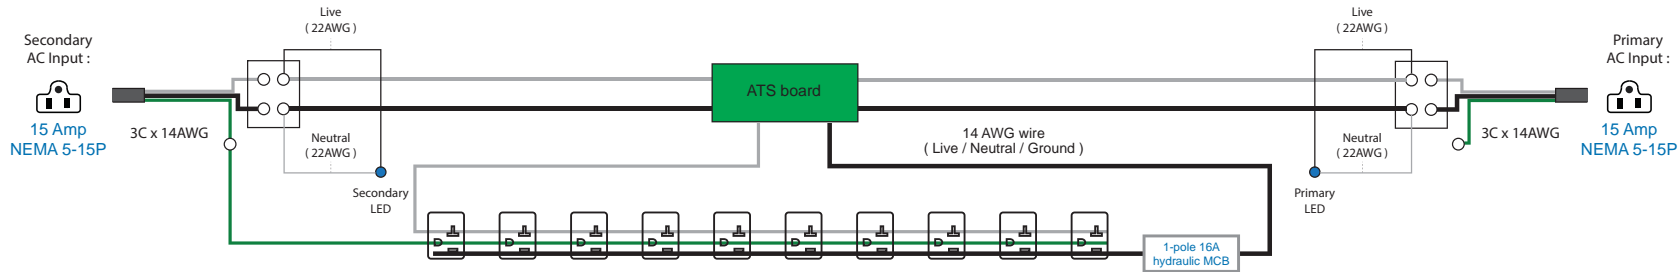 Secondary
AC Input :
15 Amp
NEMA 5-15P
3C x 14AWG
Live
( 22AWG )
Neutral
( 22AWG )
Secondary
LED
ATS board
14 AWG wire
( Live / Neutral / Ground )
1-pole 16A
hydraulic MCB
Live
( 22AWG )
Neutral
( 22AWG )
Primary
LED
3C x 14AWG
Primary
AC Input :
15 Amp
NEMA 5-15P